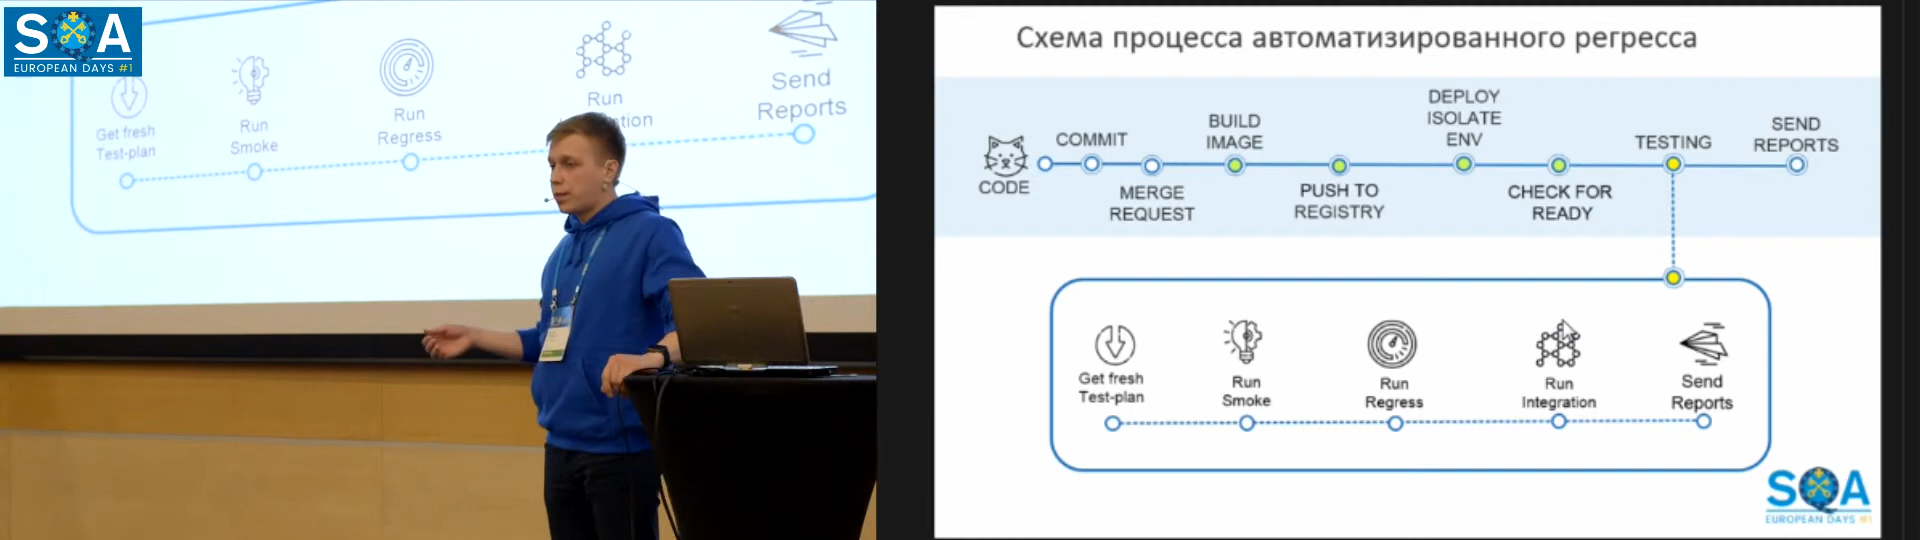 SQA
EUROPEAN DAYS #1
Get fresh
Test-plan
Run
Smoke
Run
Regress
Run
Send
Reports
Схема процесса автоматизированного регресса
CODE
COMMIT
MERGE
REQUEST
BUILD
IMAGE
PUSH TO
REGISTRY
DEPLOY
ISOLATE
ENV
CHECK FOR
READY
TESTING
SEND
REPORTS
Get fresh
Test-plan
Run
Smoke
Run
Regress
Run
Integration
Send
Reports
SQA
EUROPEAN DAYS #1